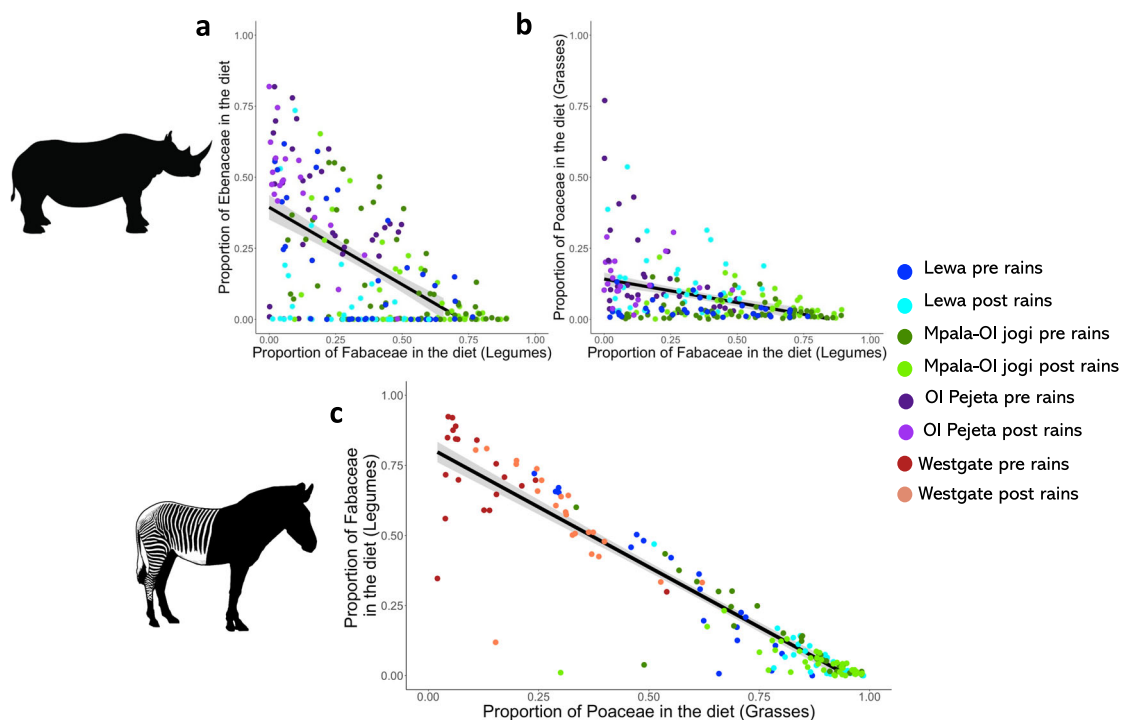 a
1.00
0.75
0.50
0.25
0.00
Proportion of Ebenaceae in the diet
0.00 0.25 0.50 0.75 1.00
Proportion of Fabaceae in the diet (Legumes)
b
1.00
0.75
0.50
0.25
0.00
Proportion of Poaceae in the diet (Grasses)
0.00 0.25 0.50 0.75 1.00
Proportion of Fabaceae in the diet (Legumes)
Lewa pre rains
Lewa post rains
Mpala-Ol jogi pre rains
Mpala-Ol jogi post rains
Ol Pejeta pre rains
Ol Pejeta post rains
Westgate pre rains
Westgate post rains
c
1.00
0.75
0.50
0.25
0.00
Proportion of Fabaceae
in the diet (Legumes)
0.00 0.25 0.50 0.75 1.00
Proportion of Poaceae in the diet (Grasses)